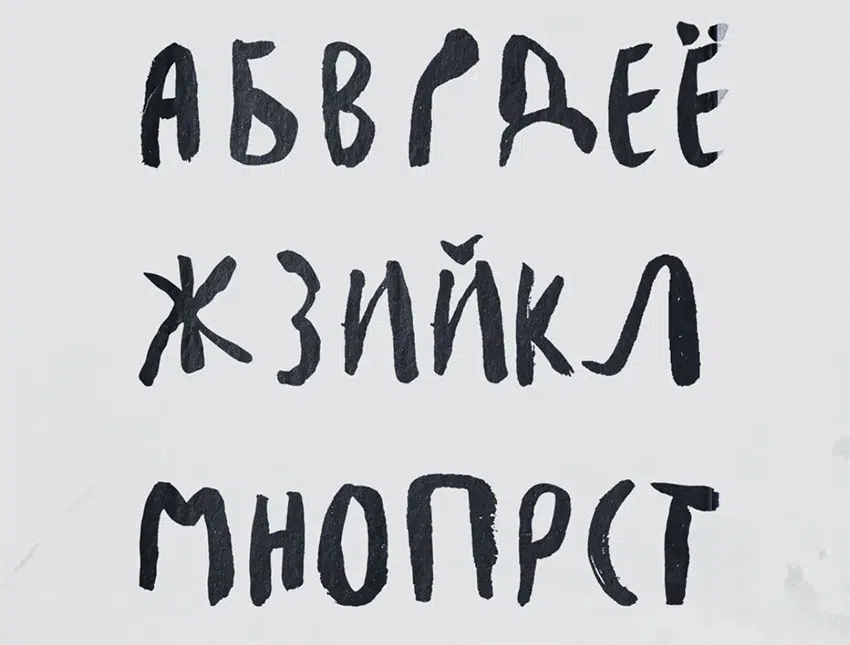 АБВГДЕЁ
ЖЗИЙКЛ
МНОПРСТ